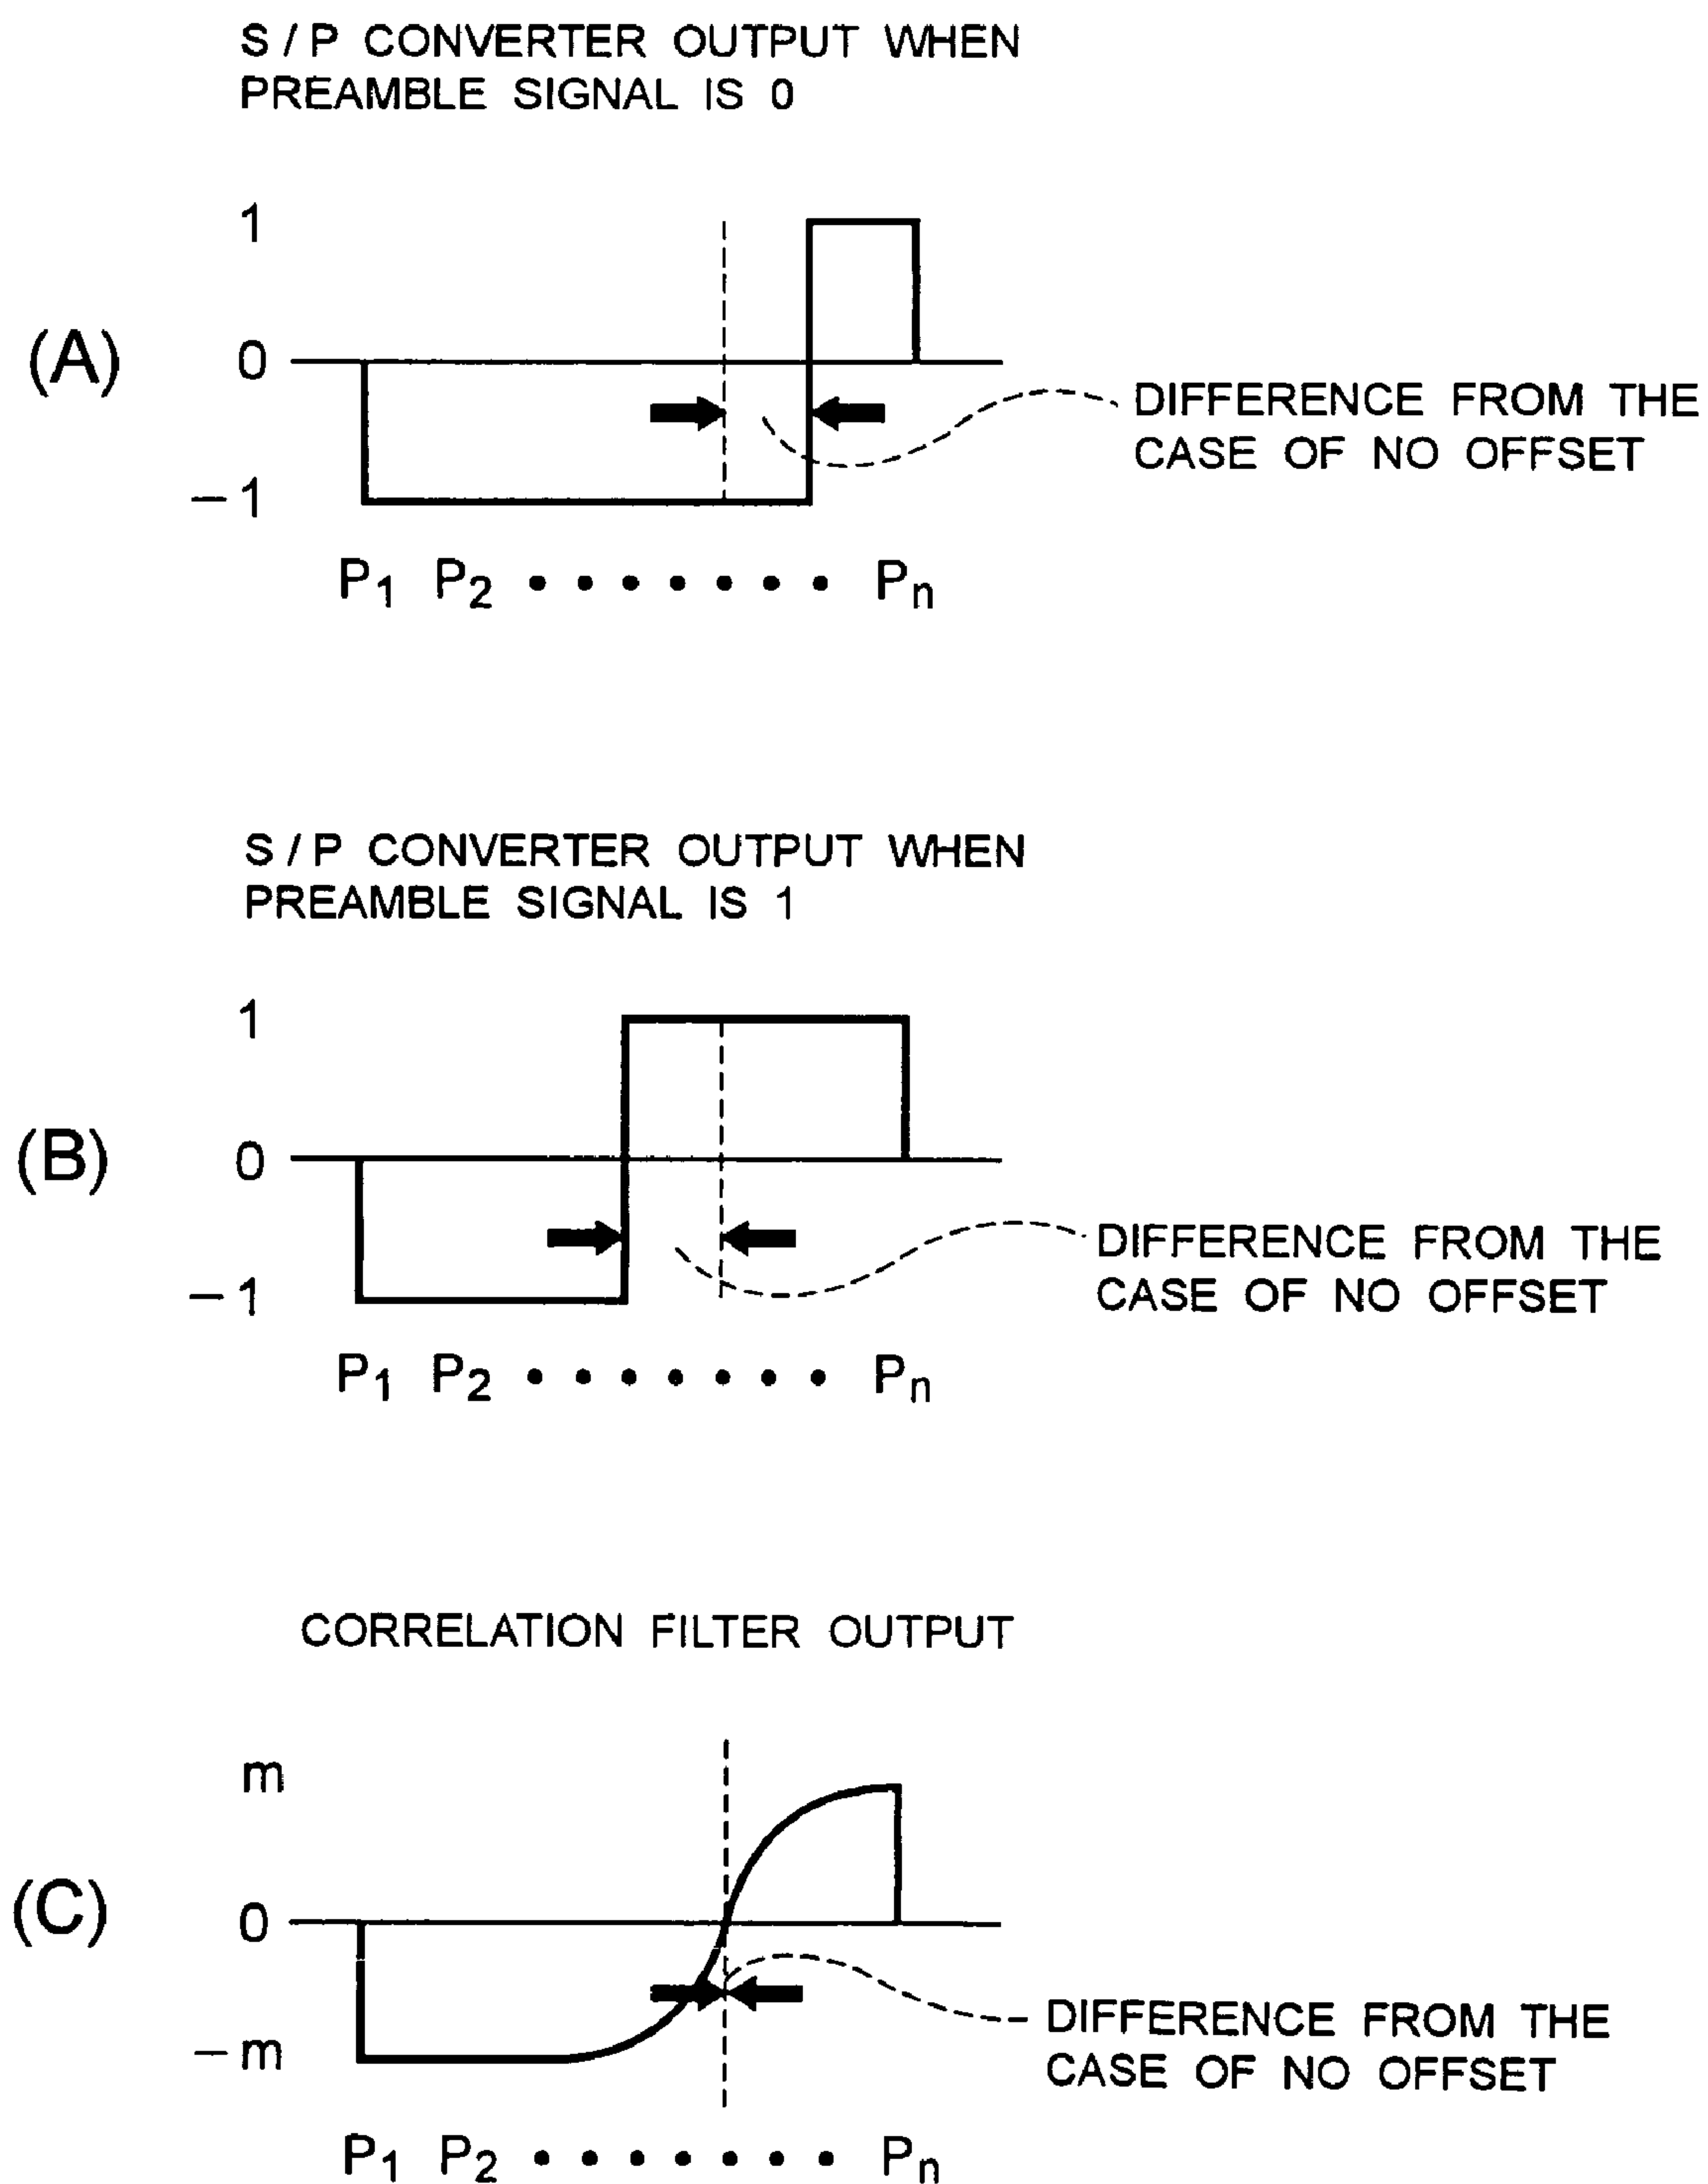 S / P CONVERTER OUTPUT WHEN
PREAMBLE SIGNAL IS 0
1
(A)
0
DIFFERENCE FROM THE
CASE OF NO OFFSET
−1
P1 P2 • • • • • • • Pn
S / P CONVERTER OUTPUT WHEN
PREAMBLE SIGNAL IS 1
1
(B)
0
DIFFERENCE FROM THE
CASE OF NO OFFSET
−1
P1 P2 • • • • • • • Pn
CORRELATION FILTER OUTPUT
m
(C)
0
DIFFERENCE FROM THE
CASE OF NO OFFSET
−m
P1 P2 • • • • • • • Pn